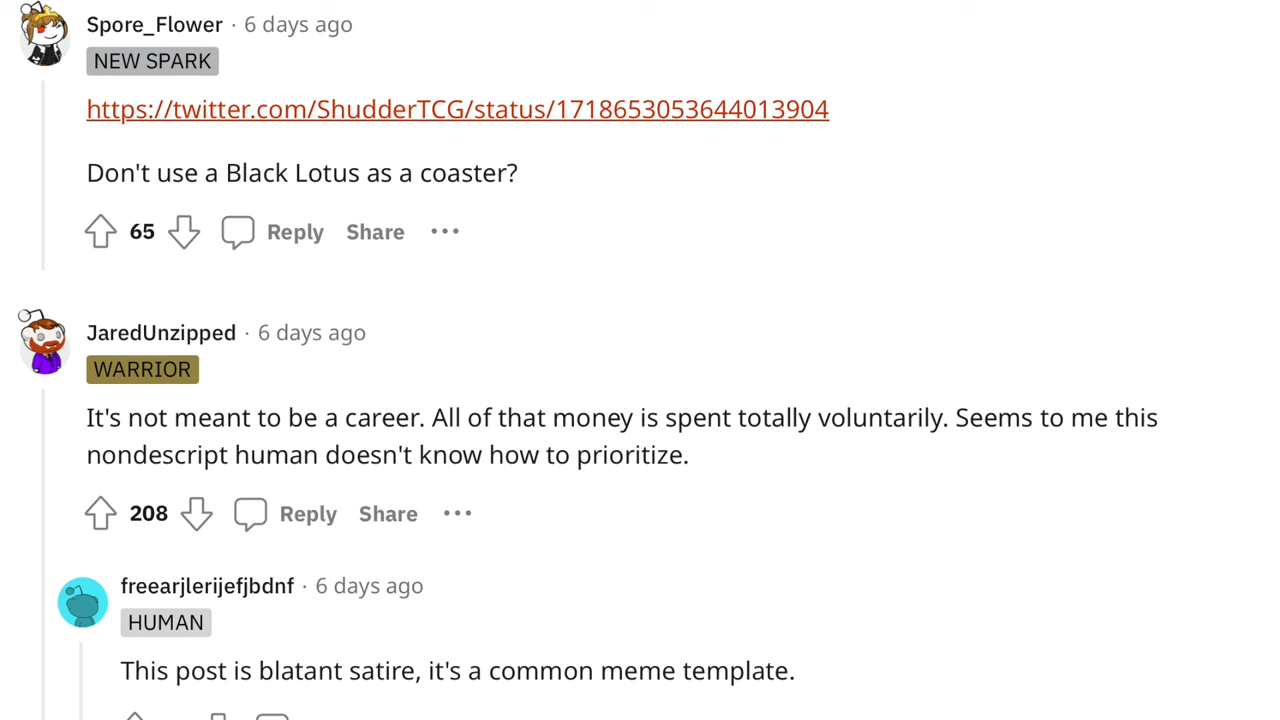 Spore_Flower · 6 days ago
NEW SPARK
https://twitter.com/ShudderTCG/status/1718653053644013904
Don't use a Black Lotus as a coaster?
65 Reply Share •••
JaredUnzipped · 6 days ago
WARRIOR
It's not meant to be a career. All of that money is spent totally voluntarily. Seems to me this
nondescript human doesn't know how to prioritize.
208 Reply Share •••
freearjlerijefjbdnf · 6 days ago
HUMAN
This post is blatant satire, it's a common meme template.